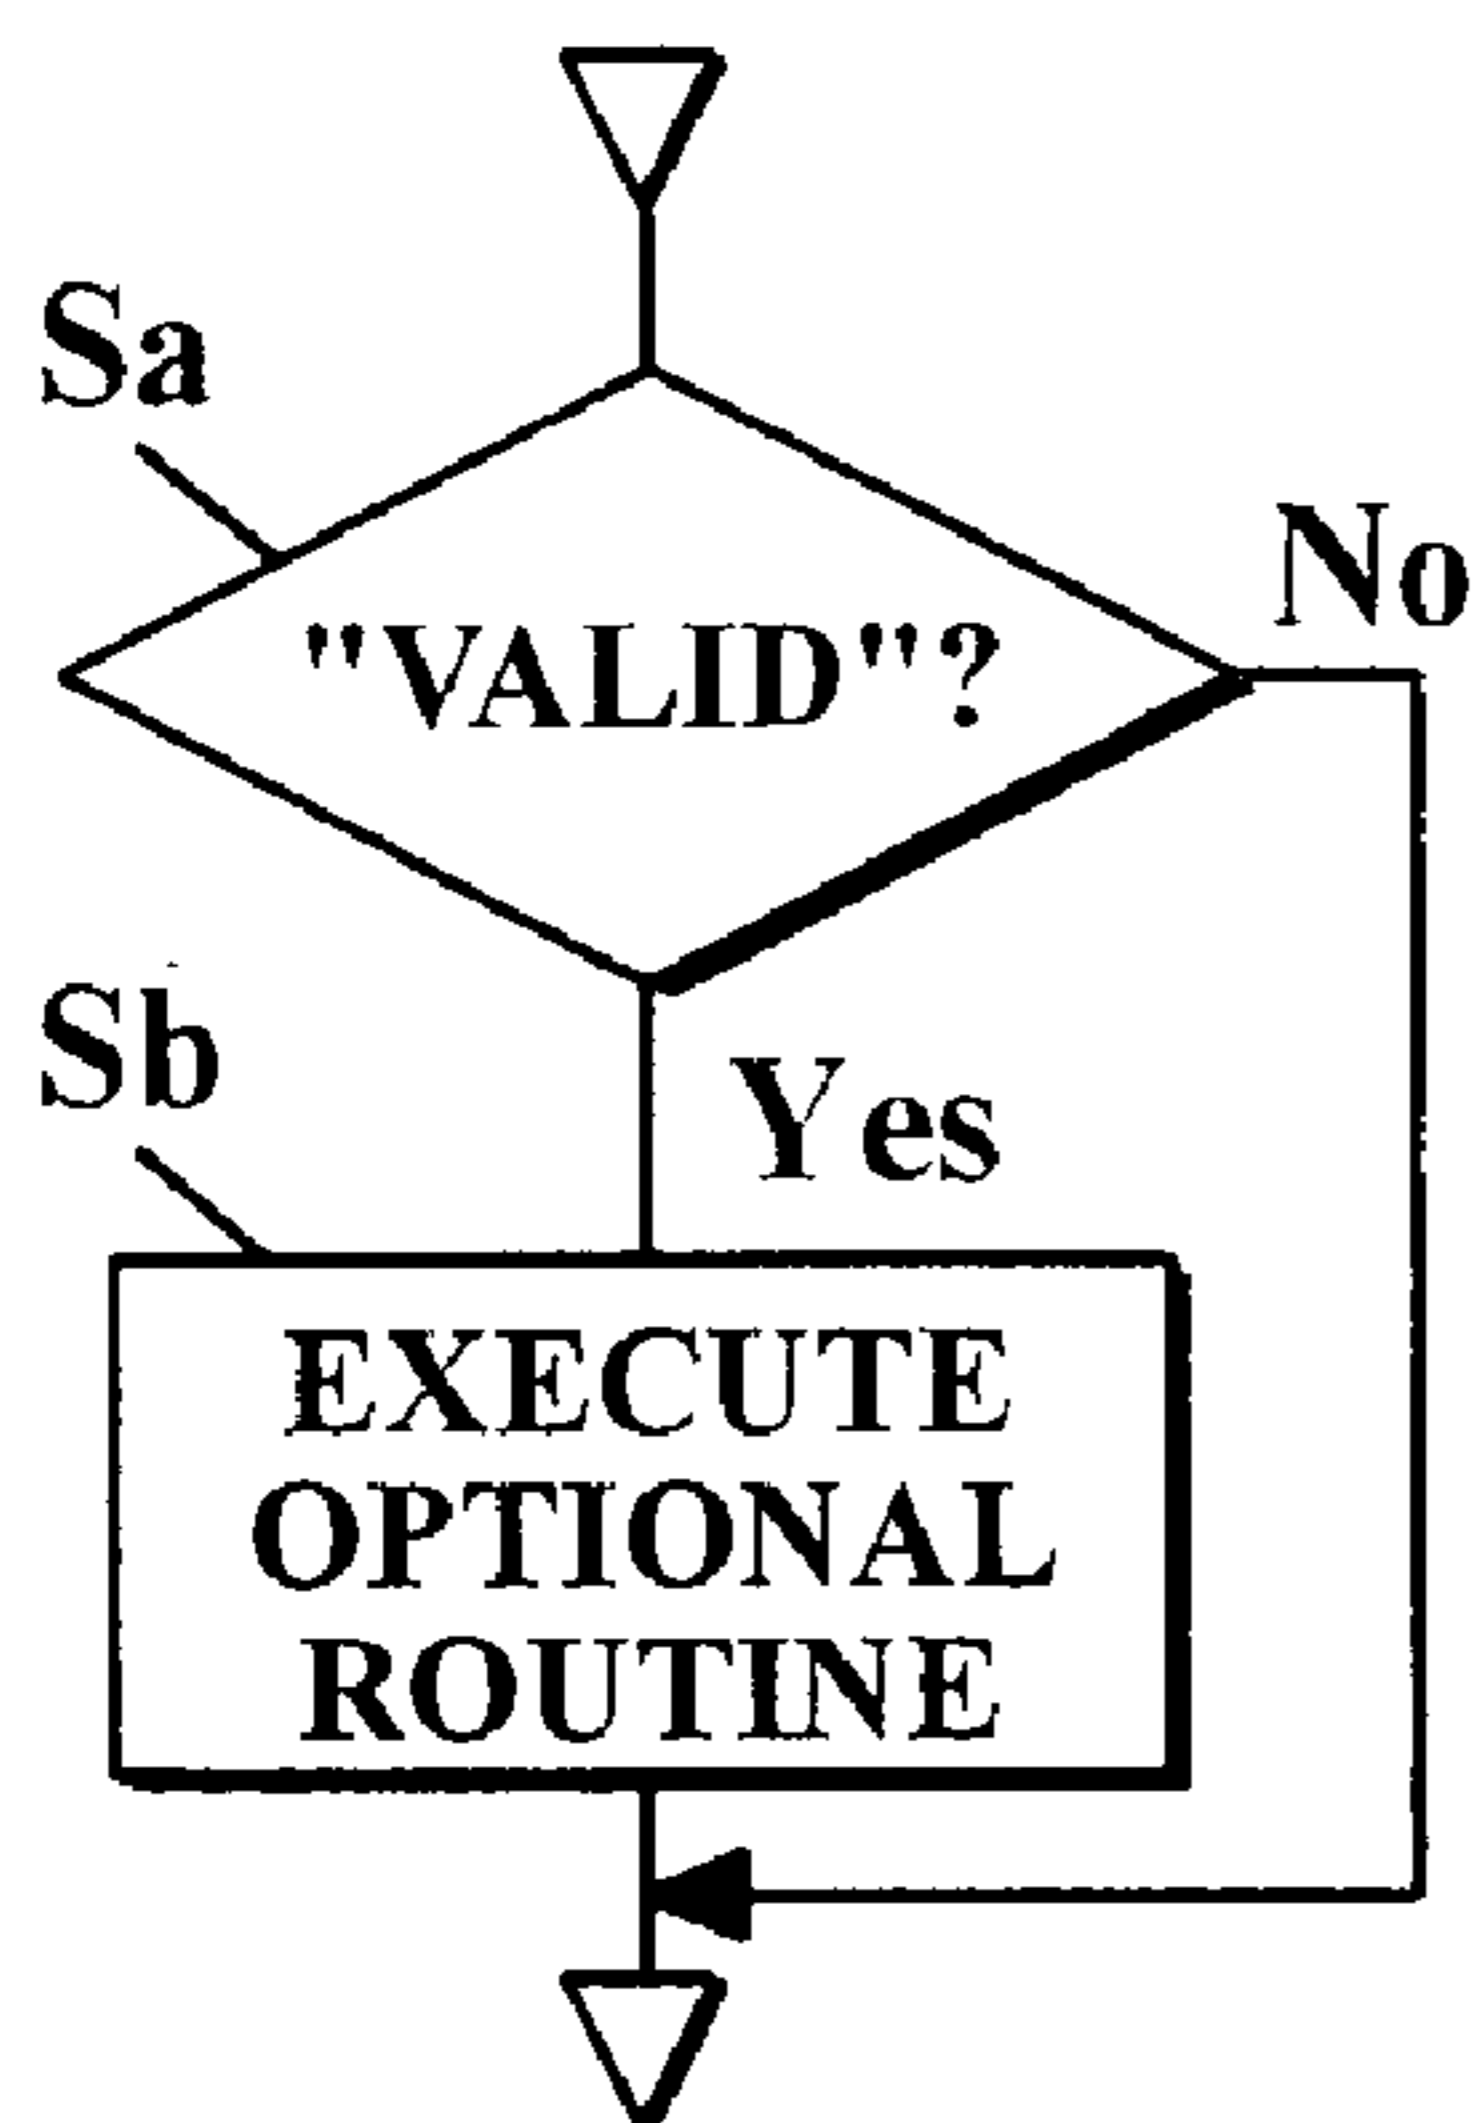 Sa
"VALID"?
No
Sb
Yes
EXECUTE
OPTIONAL
ROUTINE